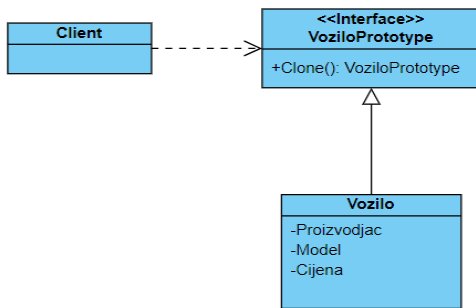 Client
<<Interface>>
VoziloPrototype
+Clone(): VoziloPrototype
Vozilo
-Proizvodjac
-Model
-Cijena